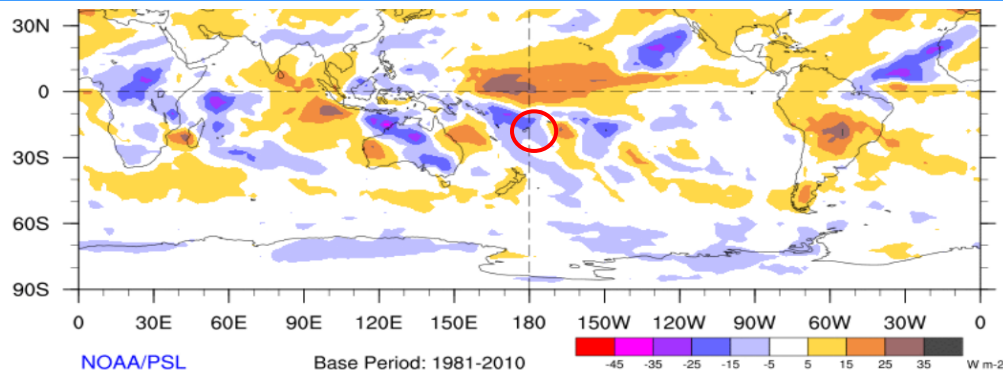 30N
0
30S
60S
90S
0 30E 60E 90E 120E 150E 180 150W 120W 90W 60W 30W 0
NOAA/PSL Base Period: 1981-2010
-45 -35 -25 -15 -5 5 15 25 35 W m-2